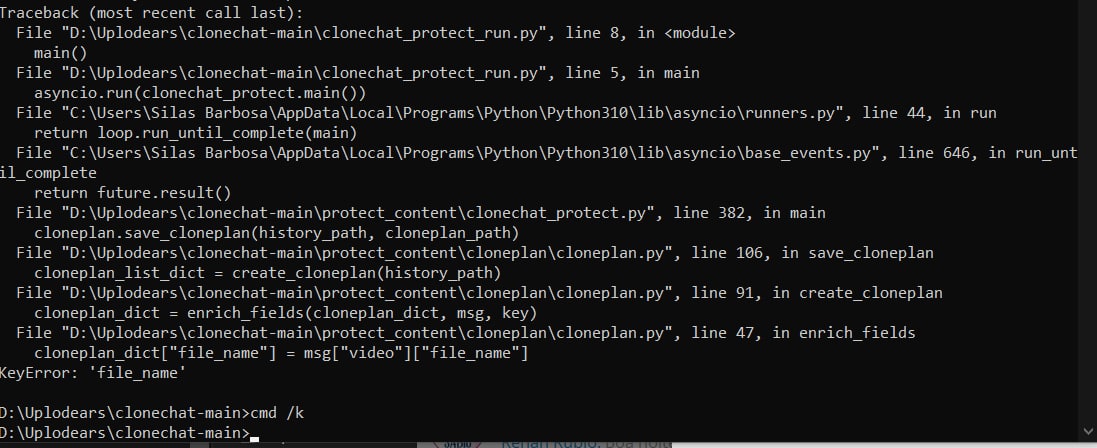 Traceback (most recent call last):
File "D:\Uplodears\clonechat-main\clonechat_protect_run.py", line 8, in <module>
main()
File "D:\Uplodears\clonechat-main\clonechat_protect_run.py", line 5, in main
asyncio.run(clonechat_protect.main())
File "C:\Users\Silas Barbosa\AppData\Local\Programs\Python\Python310\lib\asyncio\runners.py", line 44, in run
return loop.run_until_complete(main)
File "C:\Users\Silas Barbosa\AppData\Local\Programs\Python\Python310\lib\asyncio\base_events.py", line 646, in run_unt
il_complete
return future.result()
File "D:\Uplodears\clonechat-main\protect_content\clonechat_protect.py", line 382, in main
cloneplan.save_cloneplan(history_path, cloneplan_path)
File "D:\Uplodears\clonechat-main\protect_content\cloneplan\cloneplan.py", line 106, in save_cloneplan
cloneplan_list_dict = create_cloneplan(history_path)
File "D:\Uplodears\clonechat-main\protect_content\cloneplan\cloneplan.py", line 91, in create_cloneplan
cloneplan_dict = enrich_fields(cloneplan_dict, msg, key)
File "D:\Uplodears\clonechat-main\protect_content\cloneplan\cloneplan.py", line 47, in enrich_fields
cloneplan_dict["file_name"] = msg["video"]["file_name"]
KeyError: 'file_name'
D:\Uplodears\clonechat-main>cmd /k
D:\Uplodears\clonechat-main>